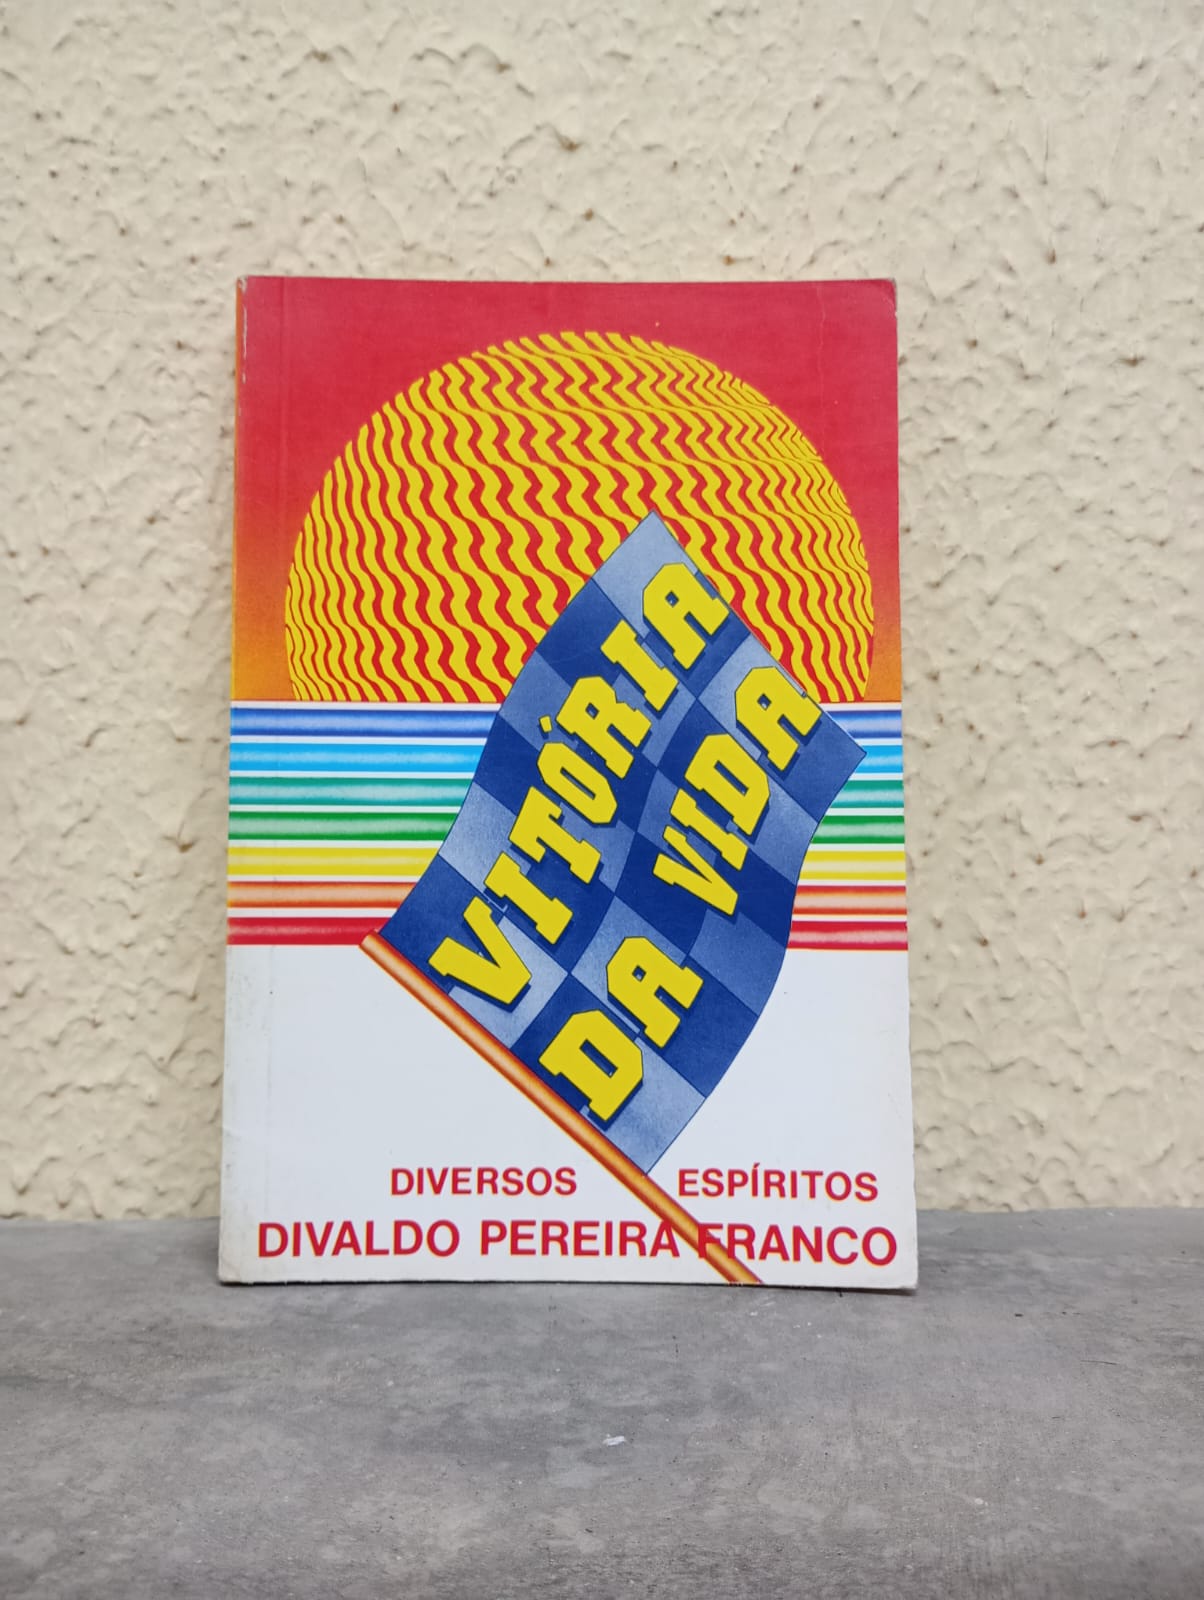 VITÓRIA
DA VIDA
DIVERSOS ESPÍRITOS
DIVALDO PEREIRA FRANCO